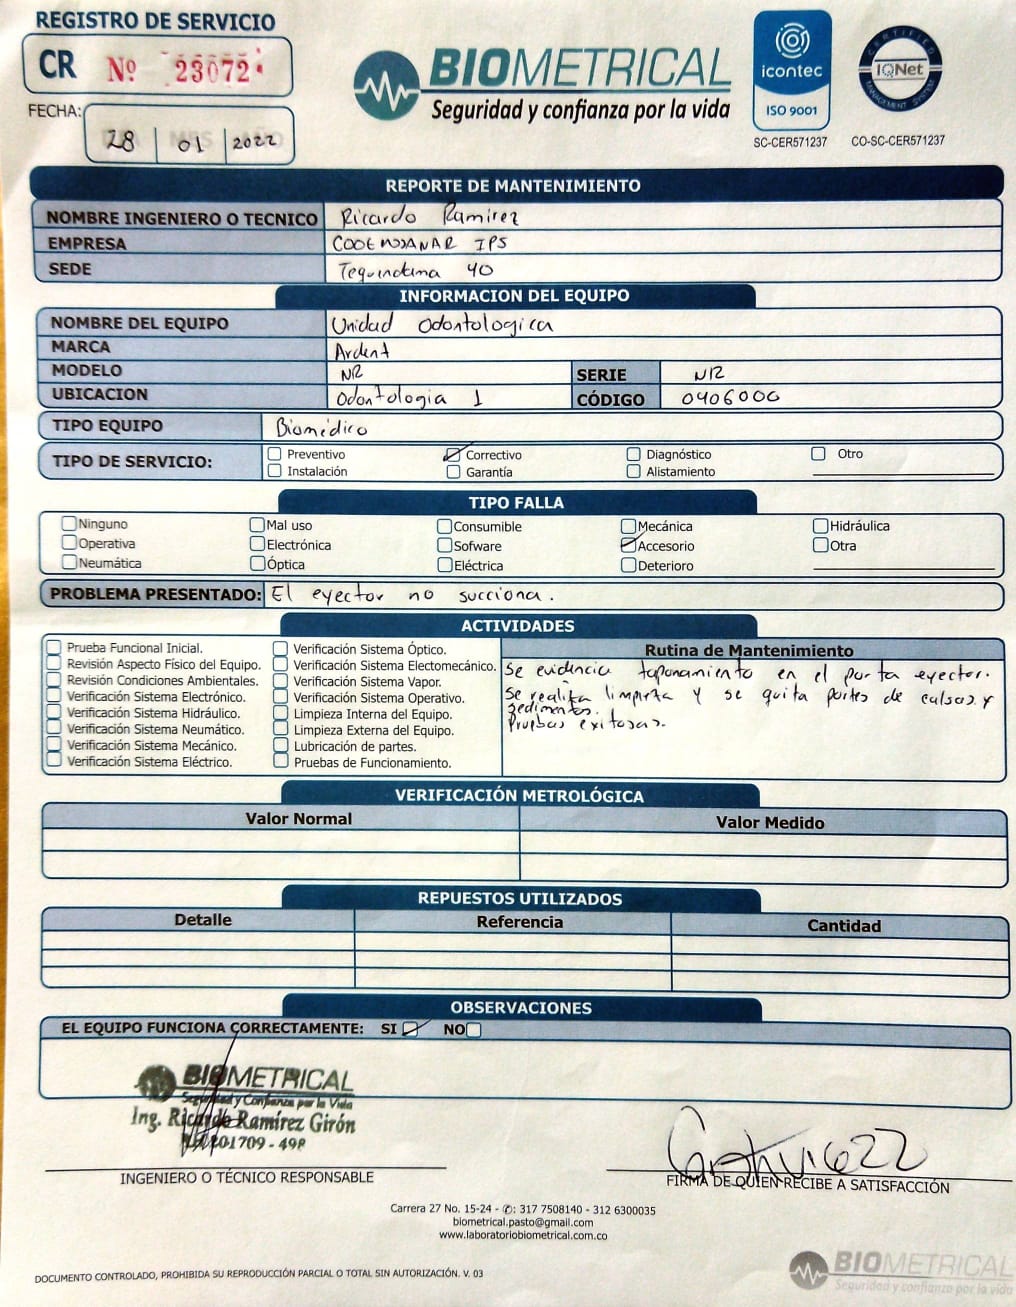 REGISTRO DE SERVICIO
CR Nº 23072
FECHA: 28 01 2022
BIOMETRICAL
Seguridad y confianza por la vida
icontec
ISO 9001
SC-CER571237
CERTIFIED
IQNet
MANAGEMENT SYSTEM
CO-SC-CER571237
REPORTE DE MANTENIMIENTO
NOMBRE INGENIERO O TECNICO Ricardo Ramirez
EMPRESA IPS
SEDE Tequendama 40
INFORMACION DEL EQUIPO
NOMBRE DEL EQUIPO Unidad Odontologica
MARCA Ardent
MODELO NR SERIE NR
UBICACION Odontologia 1 CÓDIGO 0406000
TIPO EQUIPO Biomédico
TIPO DE SERVICIO: Preventivo Correctivo Diagnóstico Otro
Instalación Garantía Alistamiento
TIPO FALLA
Ninguno Mal uso Consumible Mecánica Hidráulica
Operativa Electrónica Sofware Accesorio Otra
Neumática Óptica Eléctrica Deterioro
PROBLEMA PRESENTADO: El eyector no succiona.
ACTIVIDADES
Prueba Funcional Inicial.
Revisión Aspecto Físico del Equipo.
Revisión Condiciones Ambientales.
Verificación Sistema Electrónico.
Verificación Sistema Hidráulico.
Verificación Sistema Neumático.
Verificación Sistema Mecánico.
Verificación Sistema Eléctrico.
Verificación Sistema Óptico.
Verificación Sistema Electomecánico.
Verificación Sistema Vapor.
Verificación Sistema Operativo.
Limpieza Interna del Equipo.
Limpieza Externa del Equipo.
Lubricación de partes.
Pruebas de Funcionamiento.
Rutina de Mantenimiento
Se evidencia taponamiento en el porta eyector.
Se realiza limpieza y se quita partes de calsas y
sedimentos.
Pruebas exitosas.
VERIFICACIÓN METROLÓGICA
Valor Normal Valor Medido
REPUESTOS UTILIZADOS
Detalle Referencia Cantidad
OBSERVACIONES
EL EQUIPO FUNCIONA CORRECTAMENTE: SI NO
BIOMETRICAL
Seguridad y Confianza por la Vida
Ing. Ricardo Ramírez Girón
201709 - 498
INGENIERO O TÉCNICO RESPONSABLE
FIRMA DE QUIEN RECIBE A SATISFACCIÓN
Carrera 27 No. 15-24 - ✆: 317 7508140 - 312 6300035
biometrical.pasto@gmail.com
www.laboratoriobiometrical.com.co
DOCUMENTO CONTROLADO, PROHIBIDA SU REPRODUCCIÓN PARCIAL O TOTAL SIN AUTORIZACIÓN. V. 03
BIOMETRICAL
Seguridad y confianza por la vida